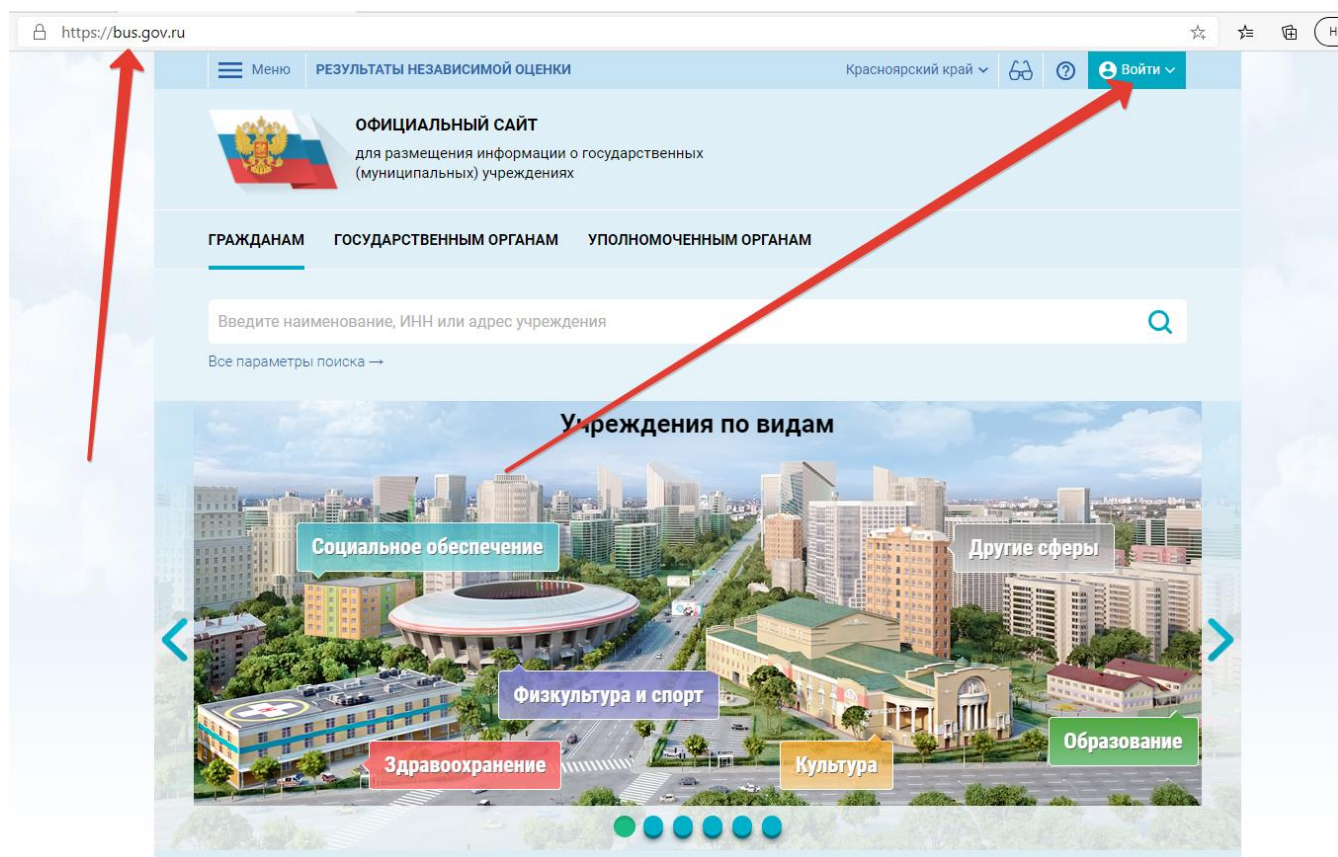 https://bus.gov.ru
Н
Меню РЕЗУЛЬТАТЫ НЕЗАВИСИМОЙ ОЦЕНКИ Красноярский край Войти
ОФИЦИАЛЬНЫЙ САЙТ
для размещения информации о государственных
(муниципальных) учреждениях
ГРАЖДАНАМ ГОСУДАРСТВЕННЫМ ОРГАНАМ УПОЛНОМОЧЕННЫМ ОРГАНАМ
Введите наименование, ИНН или адрес учреждения
Все параметры поиска →
Учреждения по видам
Социальное обеспечение
Другие сферы
Физкультура и спорт
Образование
Здравоохранение
Культура